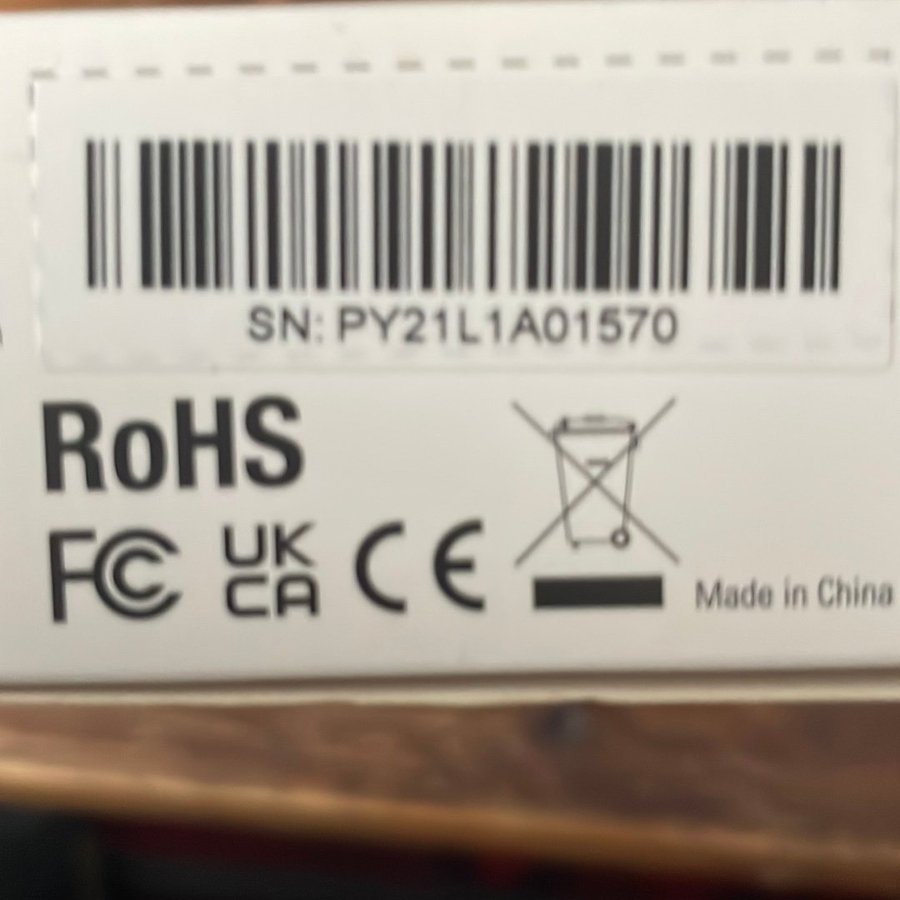 SN: PY21L1A01570
RoHS
FC UK CA CE
Made in China